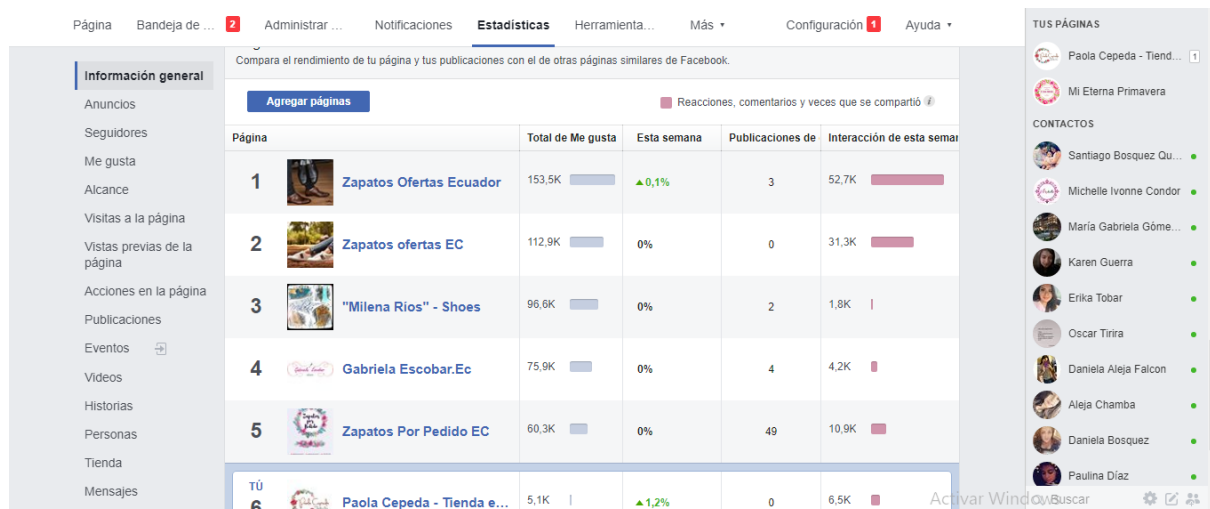 Página Bandeja de ... 2 Administrar ... Notificaciones Estadísticas Herramienta... Más Configuración 1 Ayuda
Compara el rendimiento de tu página y tus publicaciones con el de otras páginas similares de Facebook.
Agregar páginas
Reacciones, comentarios y veces que se compartió i
Página Total de Me gusta Esta semana Publicaciones de Interacción de esta semar
1 Zapatos Ofertas Ecuador 153,5K 0,1% 3 52,7K
2 Zapatos ofertas EC 112,9K 0% 0 31,3K
3 "Milena Rios" - Shoes 96,6K 0% 2 1,8K
4 Gabriela Escobar.Ec 75,9K 0% 4 4,2K
5 Zapatos Por Pedido EC 60,3K 0% 49 10,9K
TÚ
6 Paola Cepeda - Tienda e... 5,1K 1,2% 0 6,5K
Información general
Anuncios
Seguidores
Me gusta
Alcance
Visitas a la página
Vistas previas de la
página
Acciones en la página
Publicaciones
Eventos
Videos
Historias
Personas
Tienda
Mensajes
TUS PÁGINAS
Paola Cepeda - Tiend... 1
Mi Eterna Primavera
CONTACTOS
Santiago Bosquez Qu...
Michelle Ivonne Condor
María Gabriela Góme...
Karen Guerra
Erika Tobar
Oscar Tirira
Daniela Aleja Falcon
Aleja Chamba
Daniela Bosquez
Paulina Díaz
Buscar
Activar Windows